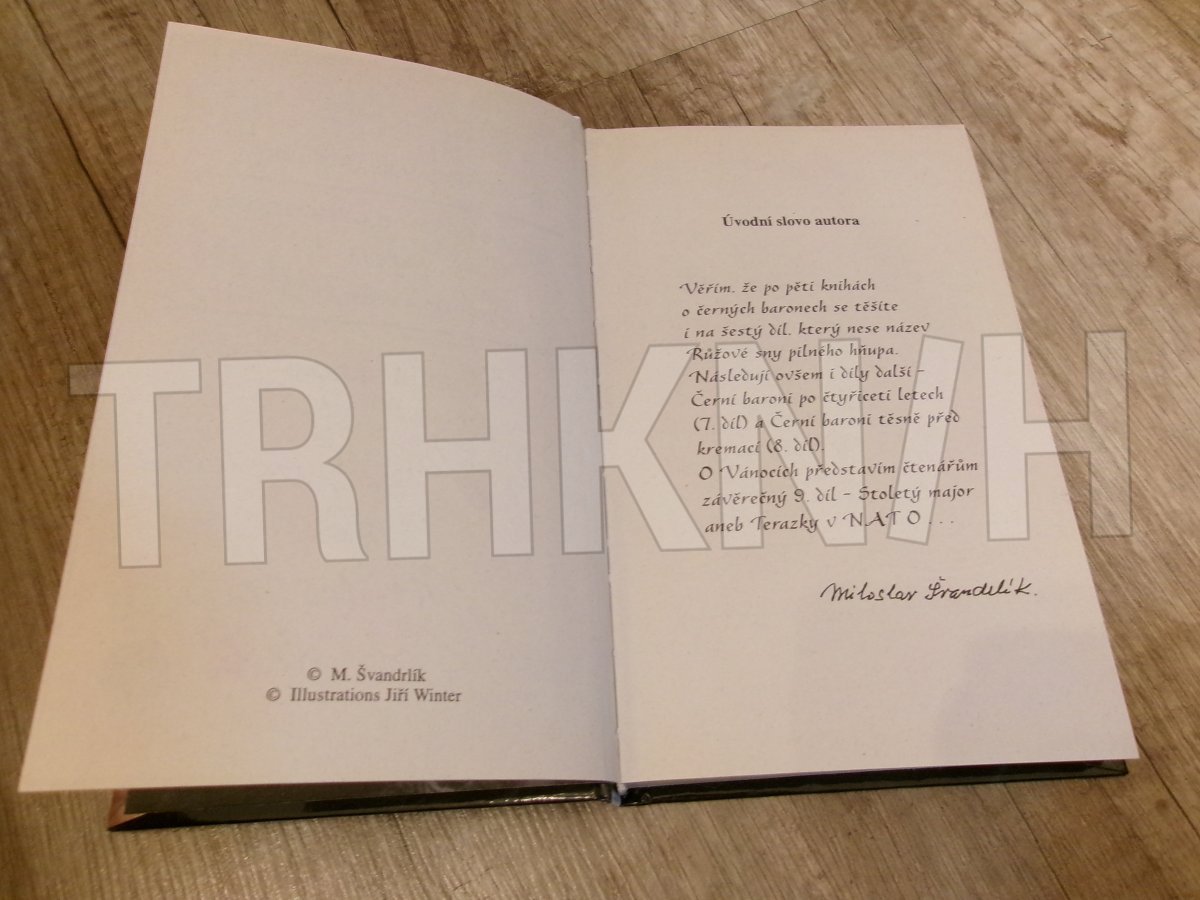 © M. Švandrlík
© Illustrations Jiří Winter
Úvodní slovo autora
Věřím, že po pěti knihách
o černých baronech se těšíte
i na šestý díl, který nese název
Růžové sny pilného hňupa.
Následují ovšem i díly další –
Černí baroni po čtyřiceti letech
(7. díl) a Černí baroni těsně před
kremací (8. díl).
O Vánocích představím čtenářům
závěrečný 9. díl – Stoletý major
aneb Terazky v NATO...
Miloslav Švandrlík.
TRHKNIH